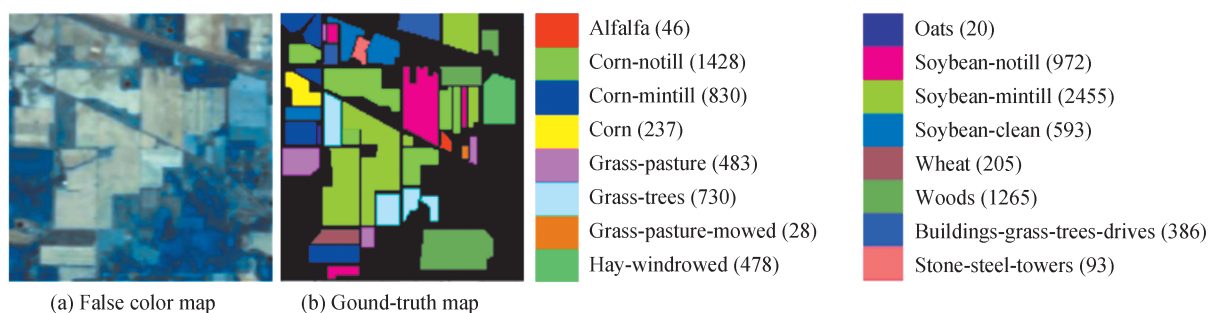 Alfalfa (46)
Corn-notill (1428)
Corn-mintill (830)
Corn (237)
Grass-pasture (483)
Grass-trees (730)
Grass-pasture-mowed (28)
Hay-windrowed (478)
Oats (20)
Soybean-notill (972)
Soybean-mintill (2455)
Soybean-clean (593)
Wheat (205)
Woods (1265)
Buildings-grass-trees-drives (386)
Stone-steel-towers (93)
(a) False color map
(b) Gound-truth map